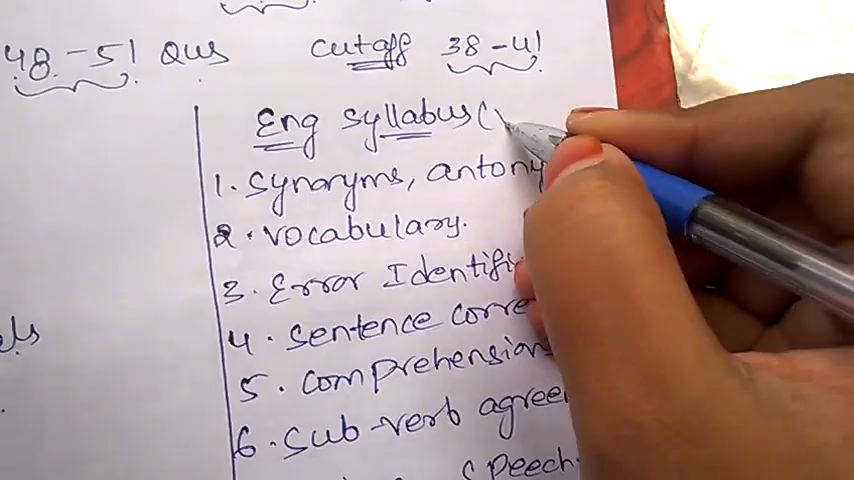 48-51 Qus cutoff 38-41
Eng syllabus(
1. Synonyms, antony
2. Vocabulary.
3. Error Identifi
4. Sentence corre
5. Comprehension
6. Sub-verb agree
speech.